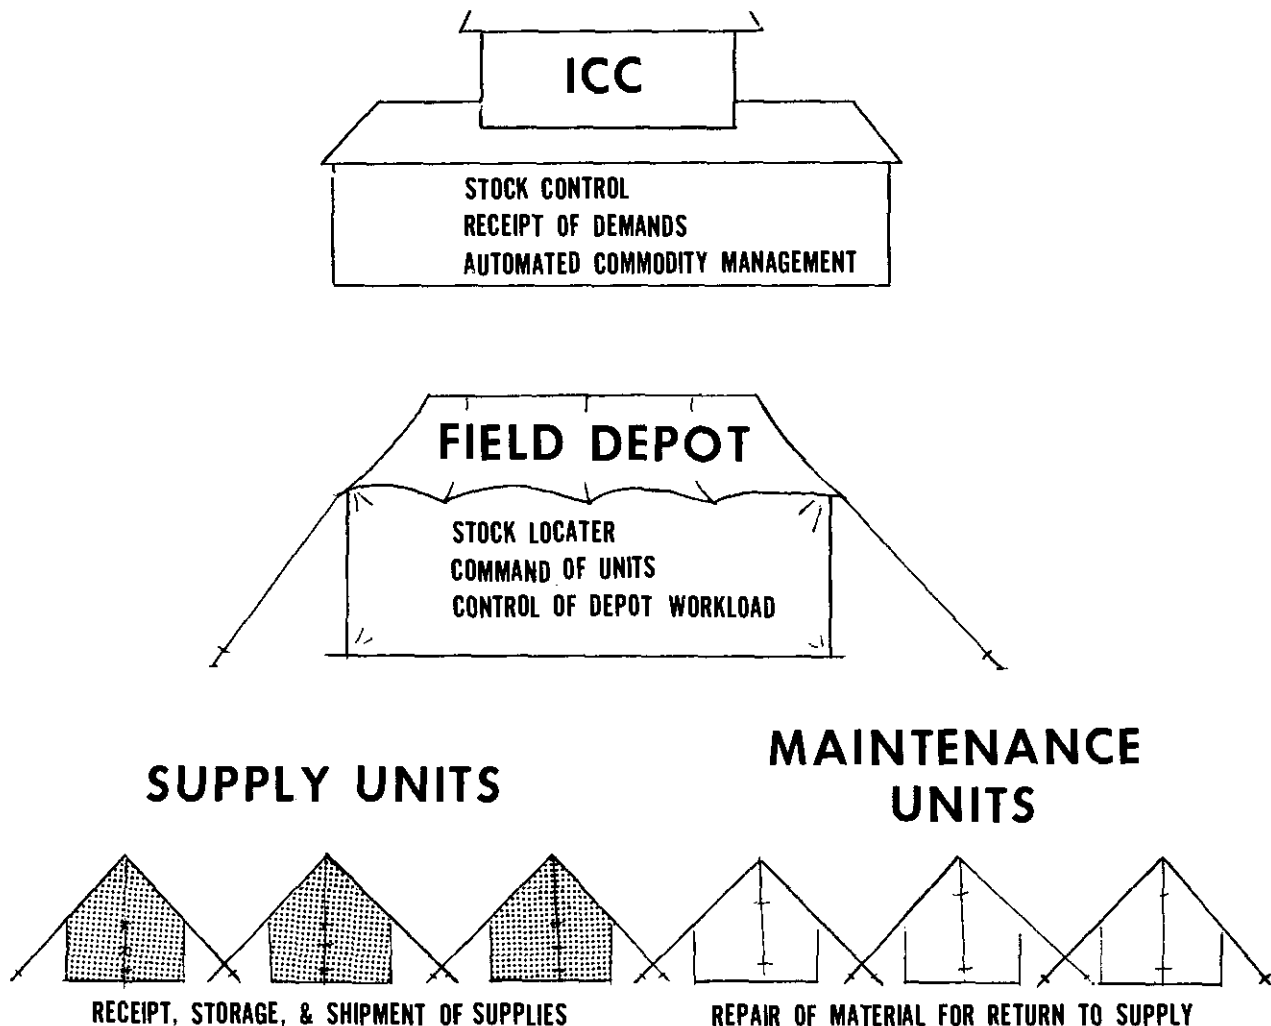 ICC
STOCK CONTROL
RECEIPT OF DEMANDS
AUTOMATED COMMODITY MANAGEMENT
FIELD DEPOT
STOCK LOCATER
COMMAND OF UNITS
CONTROL OF DEPOT WORKLOAD
SUPPLY UNITS
MAINTENANCE
UNITS
RECEIPT, STORAGE, & SHIPMENT OF SUPPLIES
REPAIR OF MATERIAL FOR RETURN TO SUPPLY